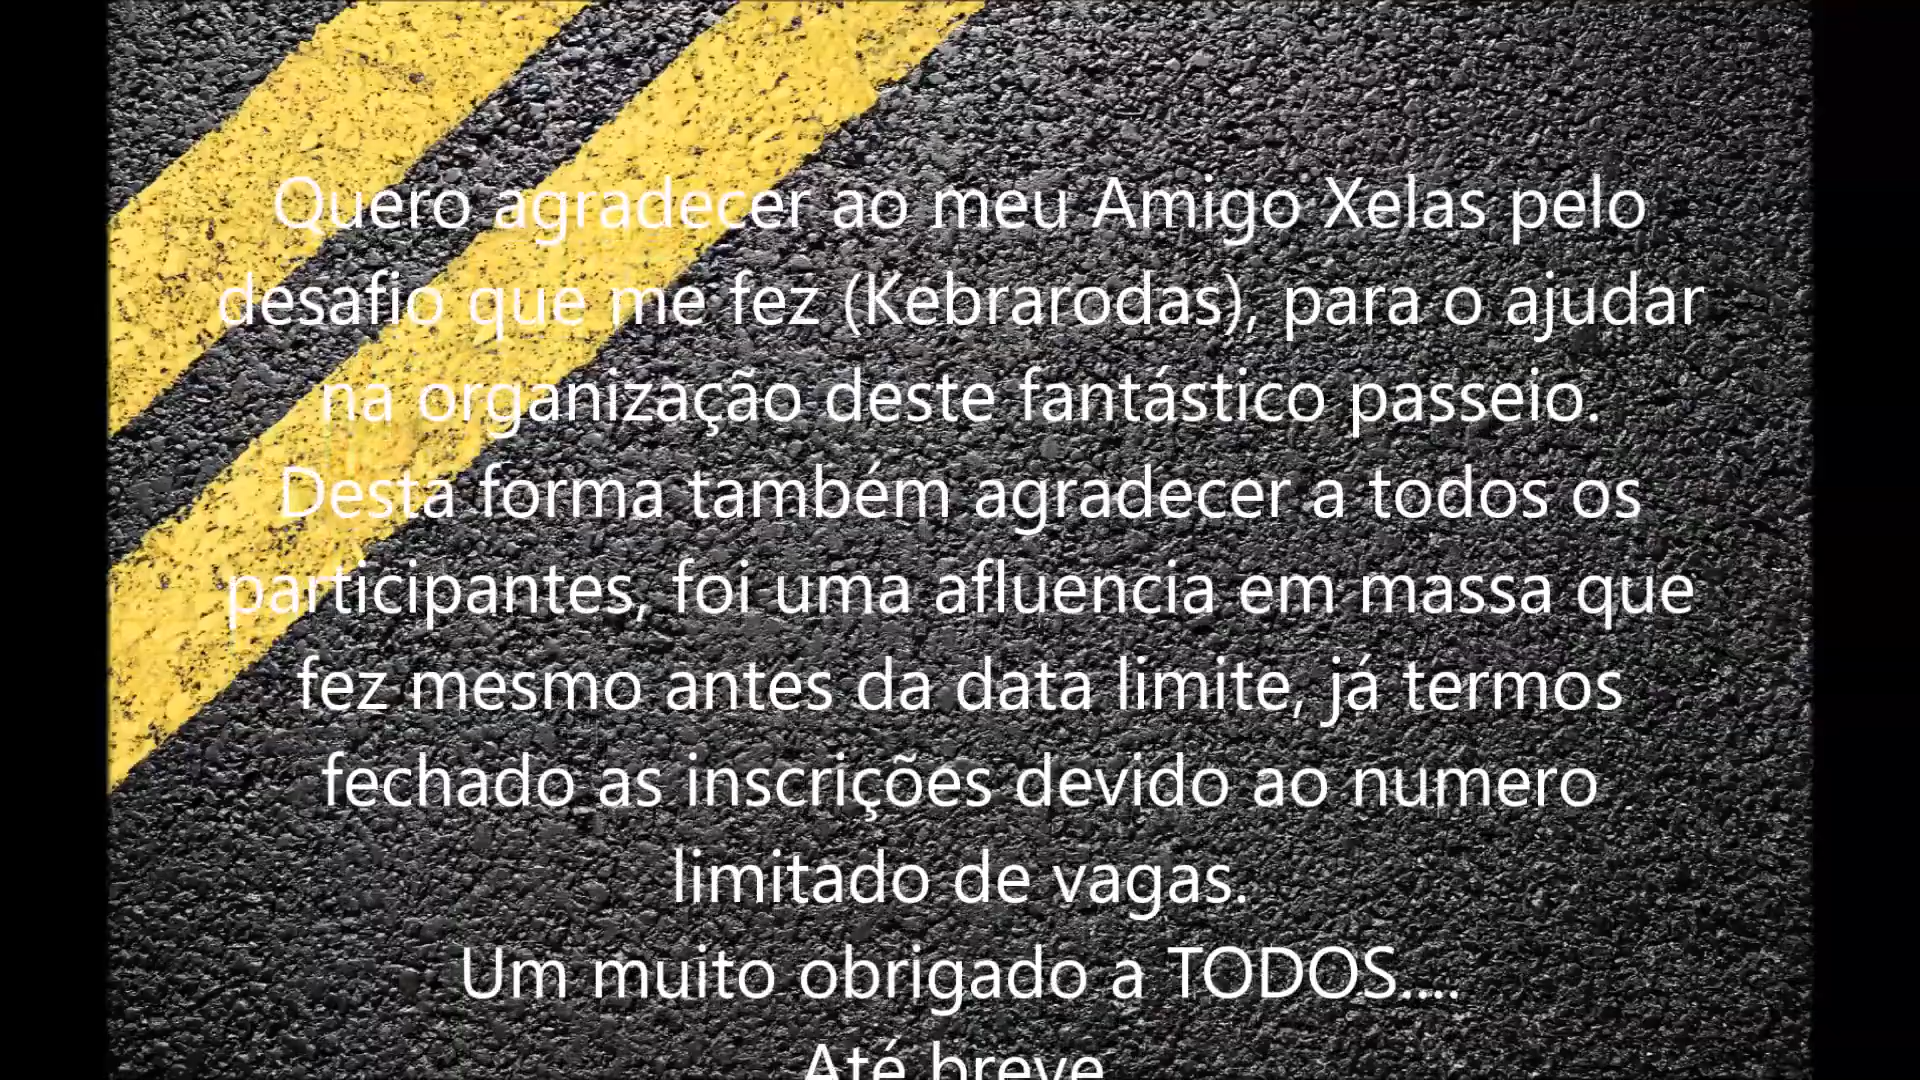 Quero agradecer ao meu Amigo Xelas pelo
desafio que me fez (Kebrarodas), para o ajudar
na organização deste fantástico passeio.
Desta forma também agradecer a todos os
participantes, foi uma afluencia em massa que
fez mesmo antes da data limite, já termos
fechado as inscrições devido ao numero
limitado de vagas.
Um muito obrigado a TODOS....
Até breve